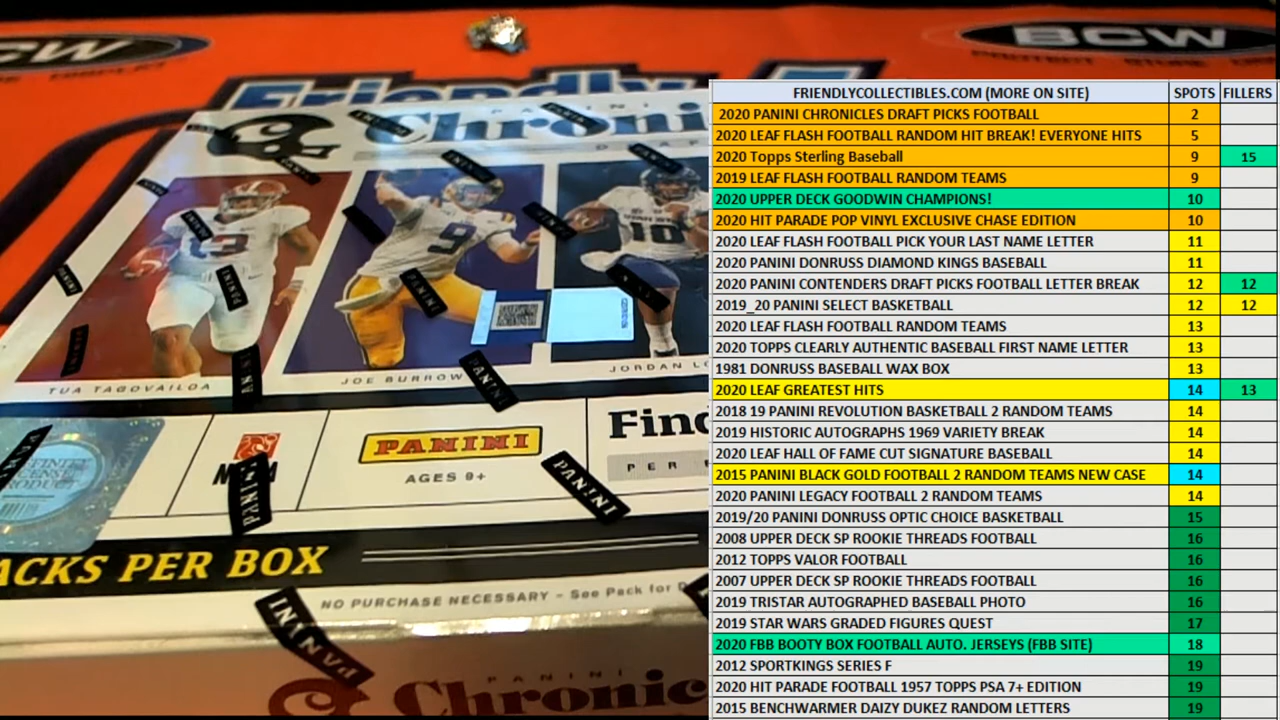 BCW
BCW
Friendly
PANINI
Chroni
TUA TAGOVAILOA
JOE BURROW
JORDAN LO
PANINI
AGES 9+
Find
PER
ACKS PER BOX
NO PURCHASE NECESSARY - See Pack for D
PANINI
Chronic
FRIENDLYCOLLECTIBLES.COM (MORE ON SITE) SPOTS FILLERS
2020 PANINI CHRONICLES DRAFT PICKS FOOTBALL 2
2020 LEAF FLASH FOOTBALL RANDOM HIT BREAK! EVERYONE HITS 5
2020 Topps Sterling Baseball 9 15
2019 LEAF FLASH FOOTBALL RANDOM TEAMS 9
2020 UPPER DECK GOODWIN CHAMPIONS! 10
2020 HIT PARADE POP VINYL EXCLUSIVE CHASE EDITION 10
2020 LEAF FLASH FOOTBALL PICK YOUR LAST NAME LETTER 11
2020 PANINI DONRUSS DIAMOND KINGS BASEBALL 11
2020 PANINI CONTENDERS DRAFT PICKS FOOTBALL LETTER BREAK 12 12
2019_20 PANINI SELECT BASKETBALL 12 12
2020 LEAF FLASH FOOTBALL RANDOM TEAMS 13
2020 TOPPS CLEARLY AUTHENTIC BASEBALL FIRST NAME LETTER 13
1981 DONRUSS BASEBALL WAX BOX 13
2020 LEAF GREATEST HITS 14 13
2018 19 PANINI REVOLUTION BASKETBALL 2 RANDOM TEAMS 14
2019 HISTORIC AUTOGRAPHS 1969 VARIETY BREAK 14
2020 LEAF HALL OF FAME CUT SIGNATURE BASEBALL 14
2015 PANINI BLACK GOLD FOOTBALL 2 RANDOM TEAMS NEW CASE 14
2020 PANINI LEGACY FOOTBALL 2 RANDOM TEAMS 14
2019/20 PANINI DONRUSS OPTIC CHOICE BASKETBALL 15
2008 UPPER DECK SP ROOKIE THREADS FOOTBALL 16
2012 TOPPS VALOR FOOTBALL 16
2007 UPPER DECK SP ROOKIE THREADS FOOTBALL 16
2019 TRISTAR AUTOGRAPHED BASEBALL PHOTO 16
2019 STAR WARS GRADED FIGURES QUEST 17
2020 FBB BOOTY BOX FOOTBALL AUTO. JERSEYS (FBB SITE) 18
2012 SPORTKINGS SERIES F 19
2020 HIT PARADE FOOTBALL 1957 TOPPS PSA 7+ EDITION 19
2015 BENCHWARMER DAIZY DUKEZ RANDOM LETTERS 19